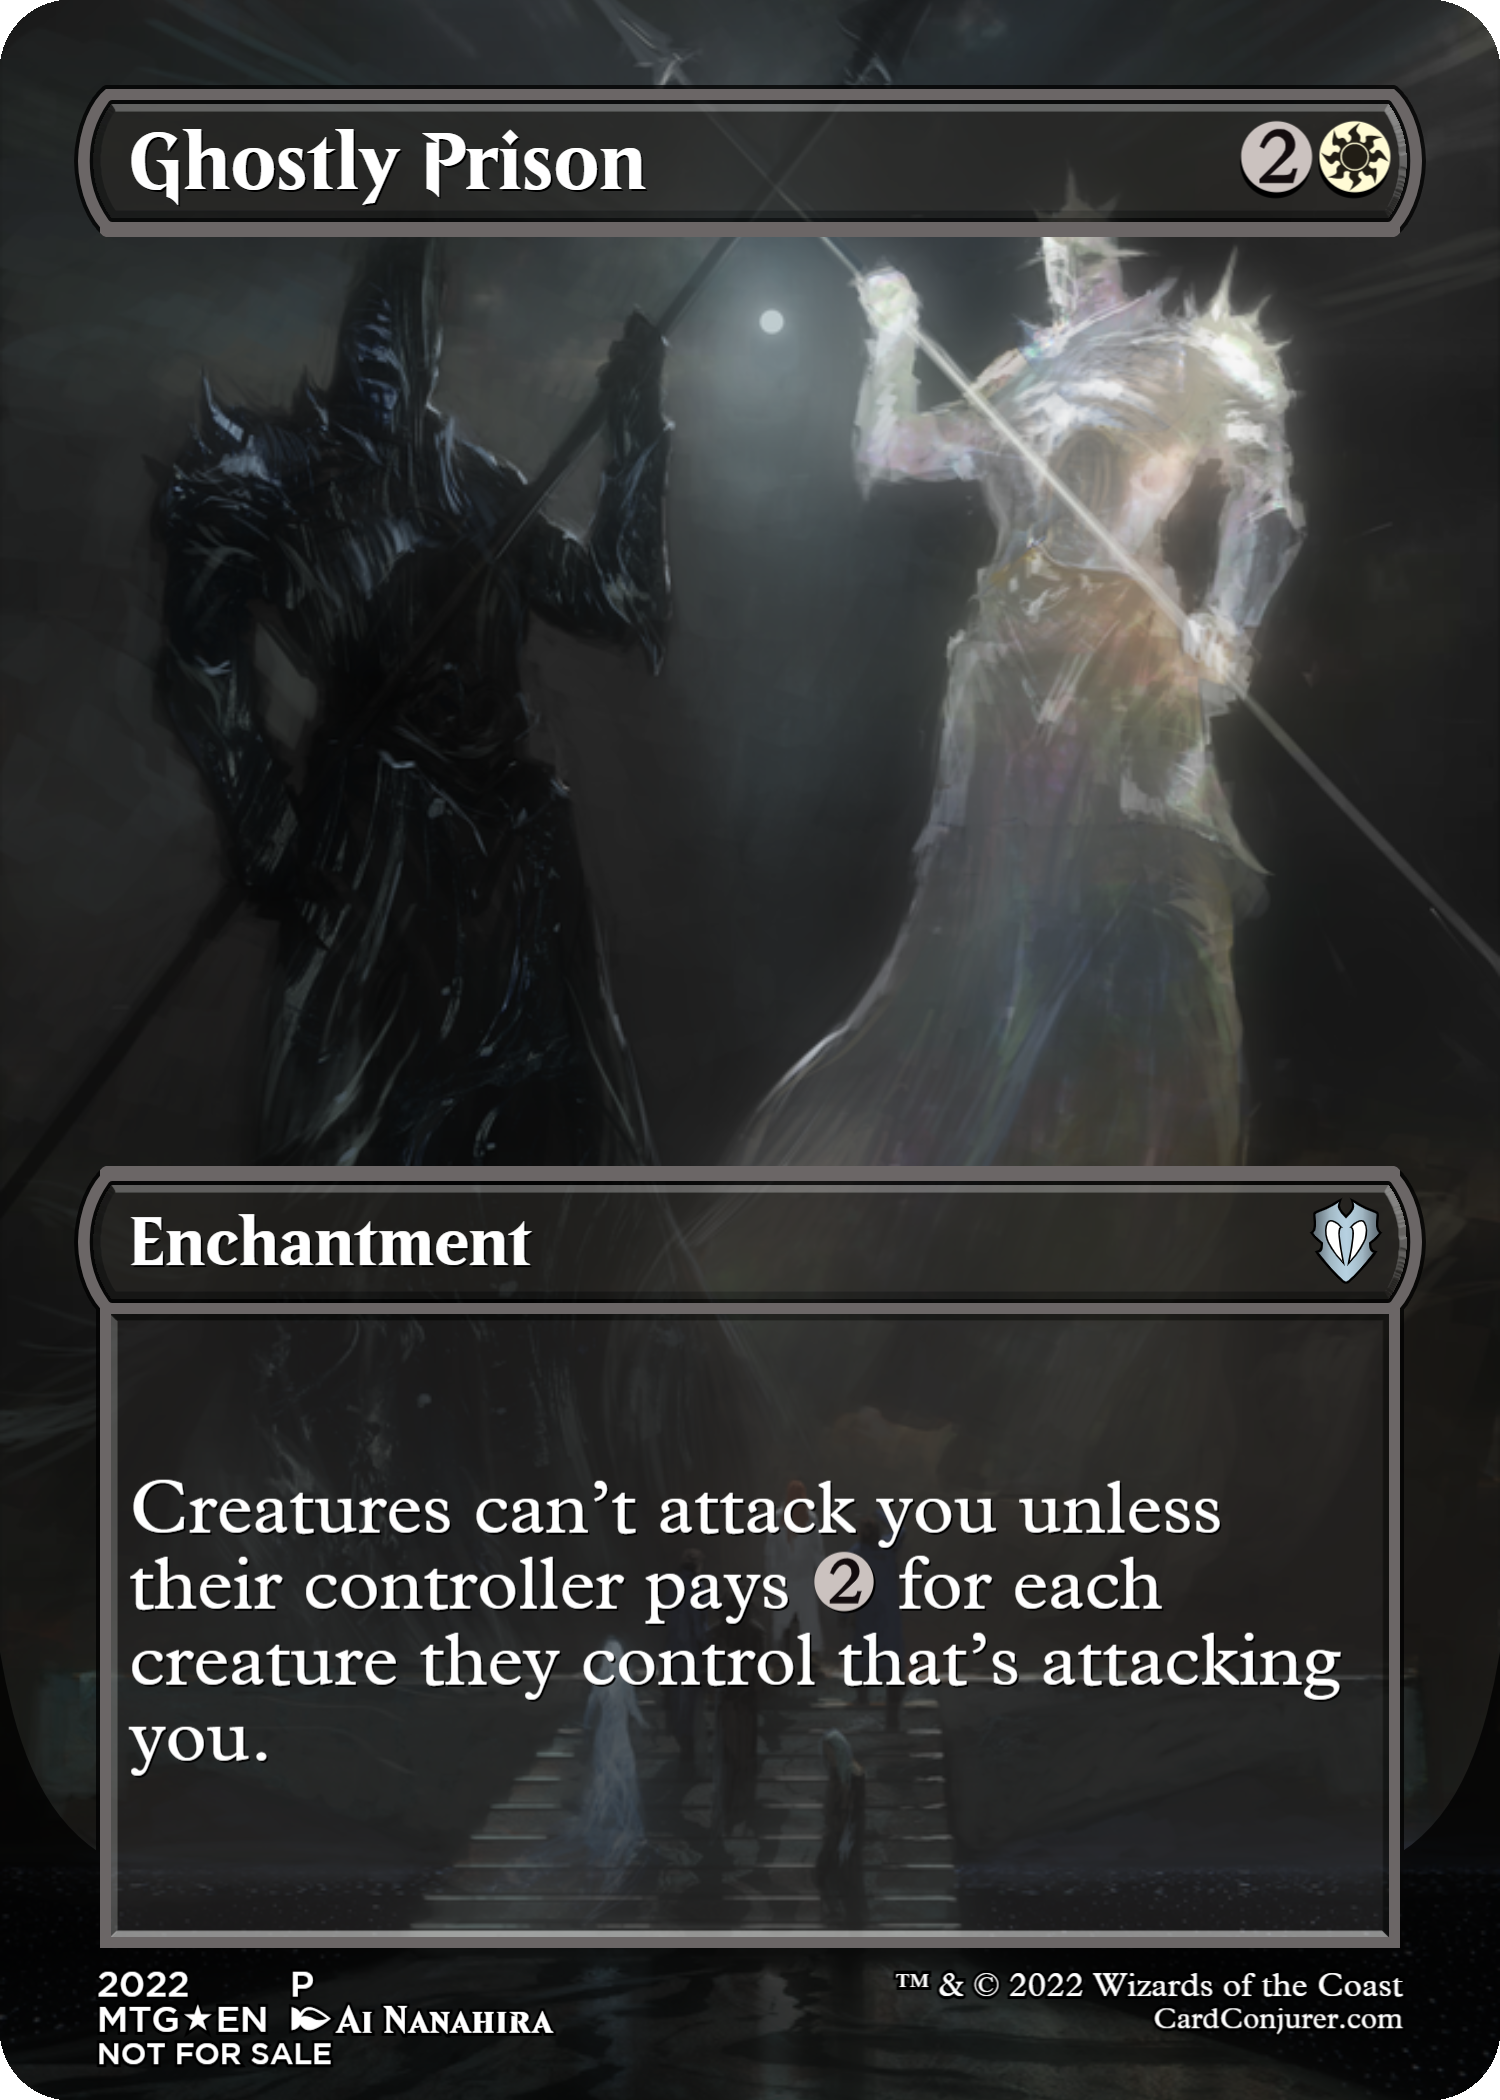 Ghostly Prison 2
Enchantment
Creatures can't attack you unless
their controller pays 2 for each
creature they control that's attacking
you.
2022 P
MTG★EN Ai Nanahira
NOT FOR SALE
™ & © 2022 Wizards of the Coast
CardConjurer.com